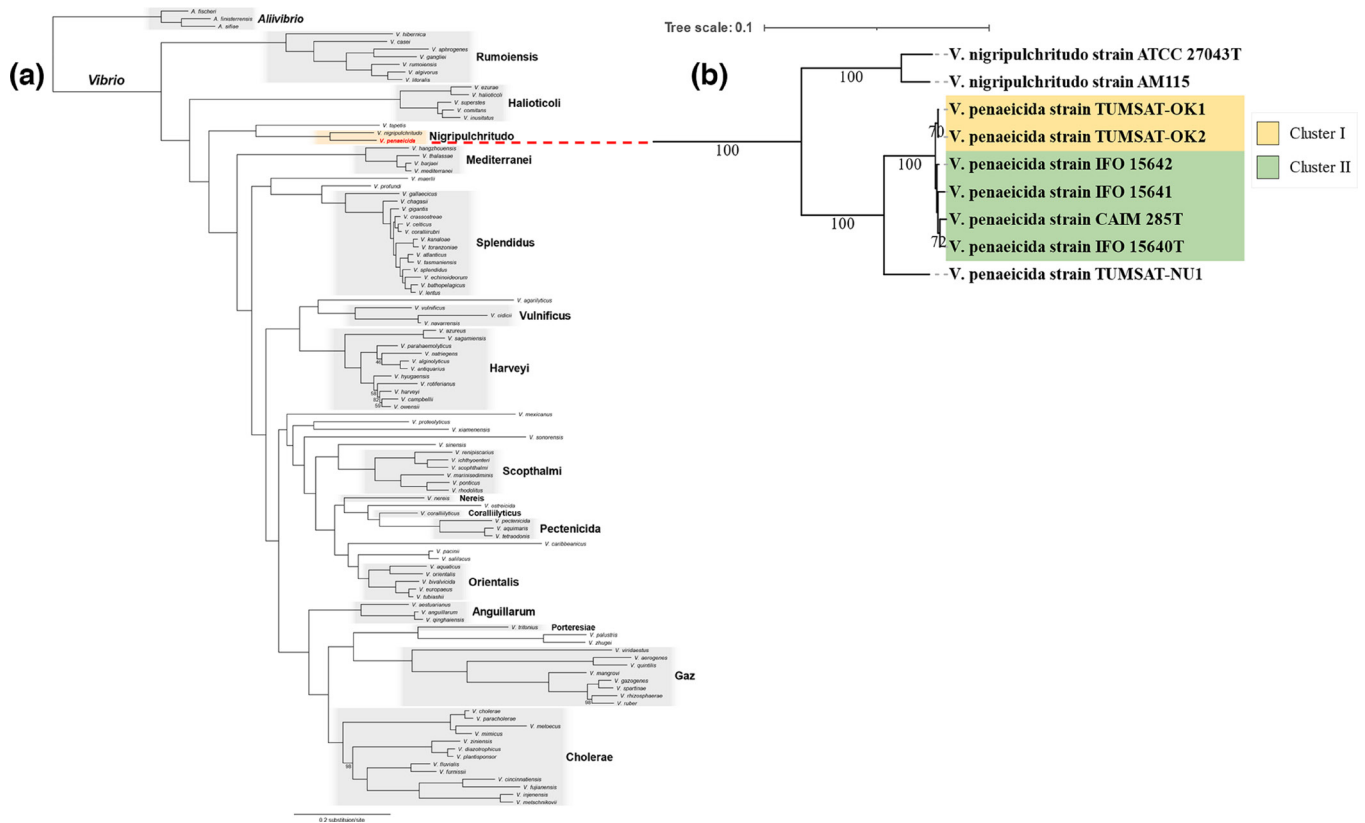 (a)
Vibrio
A. fischeri
A. finisterrensis
A. sifiae
Aliivibrio
V. hibernica
V. casei
V. aphrogenes
V. gangliei
V. rumoiensis
V. algivorus
V. litoralis
Rumoiensis
V. ezurae
V. halioticoli
V. superstes
V. comitans
V. inusitatus
Halioticoli
V. tapetis
V. nigripulchritudo
V. penaeicida
Nigripulchritudo
V. hangzhouensis
V. thalassae
V. barjaei
V. mediterranei
Mediterranei
V. maerlii
V. profundi
V. gallaecicus
V. chagasii
V. gigantis
V. crassostreae
V. celticus
V. coralliirubri
V. kanaloae
V. toranzoniae
V. atlanticus
V. tasmaniensis
V. splendidus
V. echinoideorum
V. bathopelagicus
V. lentus
Splendidus
V. agarilyticus
V. vulnificus
V. sidioii
V. navarrensis
Vulnificus
V. azureus
V. sagamiensis
V. parahaemolyticus
V. natriegens
V. alginolyticus
V. antiquarius
V. hyugaensis
V. rotiferianus
V. harveyi
V. campbellii
V. owensii
Harveyi
V. mexicanus
V. proteolyticus
V. xiamenensis
V. sonorensis
V. sinensis
V. renipiscarius
V. ichthyoenteri
V. scophthalmi
V. marinisediminis
V. ponticus
V. rhodolitus
Scopthalmi
V. nereis
Nereis
V. ostreicida
V. coralliilyticus
Coralliilyticus
V. pectenicida
V. aquimaris
V. tetraodonis
Pectenicida
V. caribbeanicus
V. pacinii
V. salilacus
V. aquaticus
V. orientalis
V. bivalvicida
V. europaeus
V. tubiashii
Orientalis
V. aestuarianus
V. anguillarum
V. qinghaiensis
Anguillarum
V. tritonius
Porteresiae
V. palustris
V. zhugei
V. viridaestus
V. aerogenes
V. quintilis
V. mangrovi
V. gazogenes
V. spartinae
V. rhizosphaerae
V. ruber
Gaz
V. cholerae
V. paracholerae
V. metoecus
V. mimicus
V. ziniensis
V. diazotrophicus
V. plantisponsor
V. fluvialis
V. furnissii
V. cincinnatiensis
V. fujianensis
V. injenensis
V. metschnikovii
Cholerae
98
0.2 substitusion/site
(b)
Tree scale: 0.1
V. nigripulchritudo strain ATCC 27043T
V. nigripulchritudo strain AM115
V. penaeicida strain TUMSAT-OK1
V. penaeicida strain TUMSAT-OK2
V. penaeicida strain IFO 15642
V. penaeicida strain IFO 15641
V. penaeicida strain CAIM 285T
V. penaeicida strain IFO 15640T
V. penaeicida strain TUMSAT-NU1
100
100
100
100
70
72
Cluster I
Cluster II